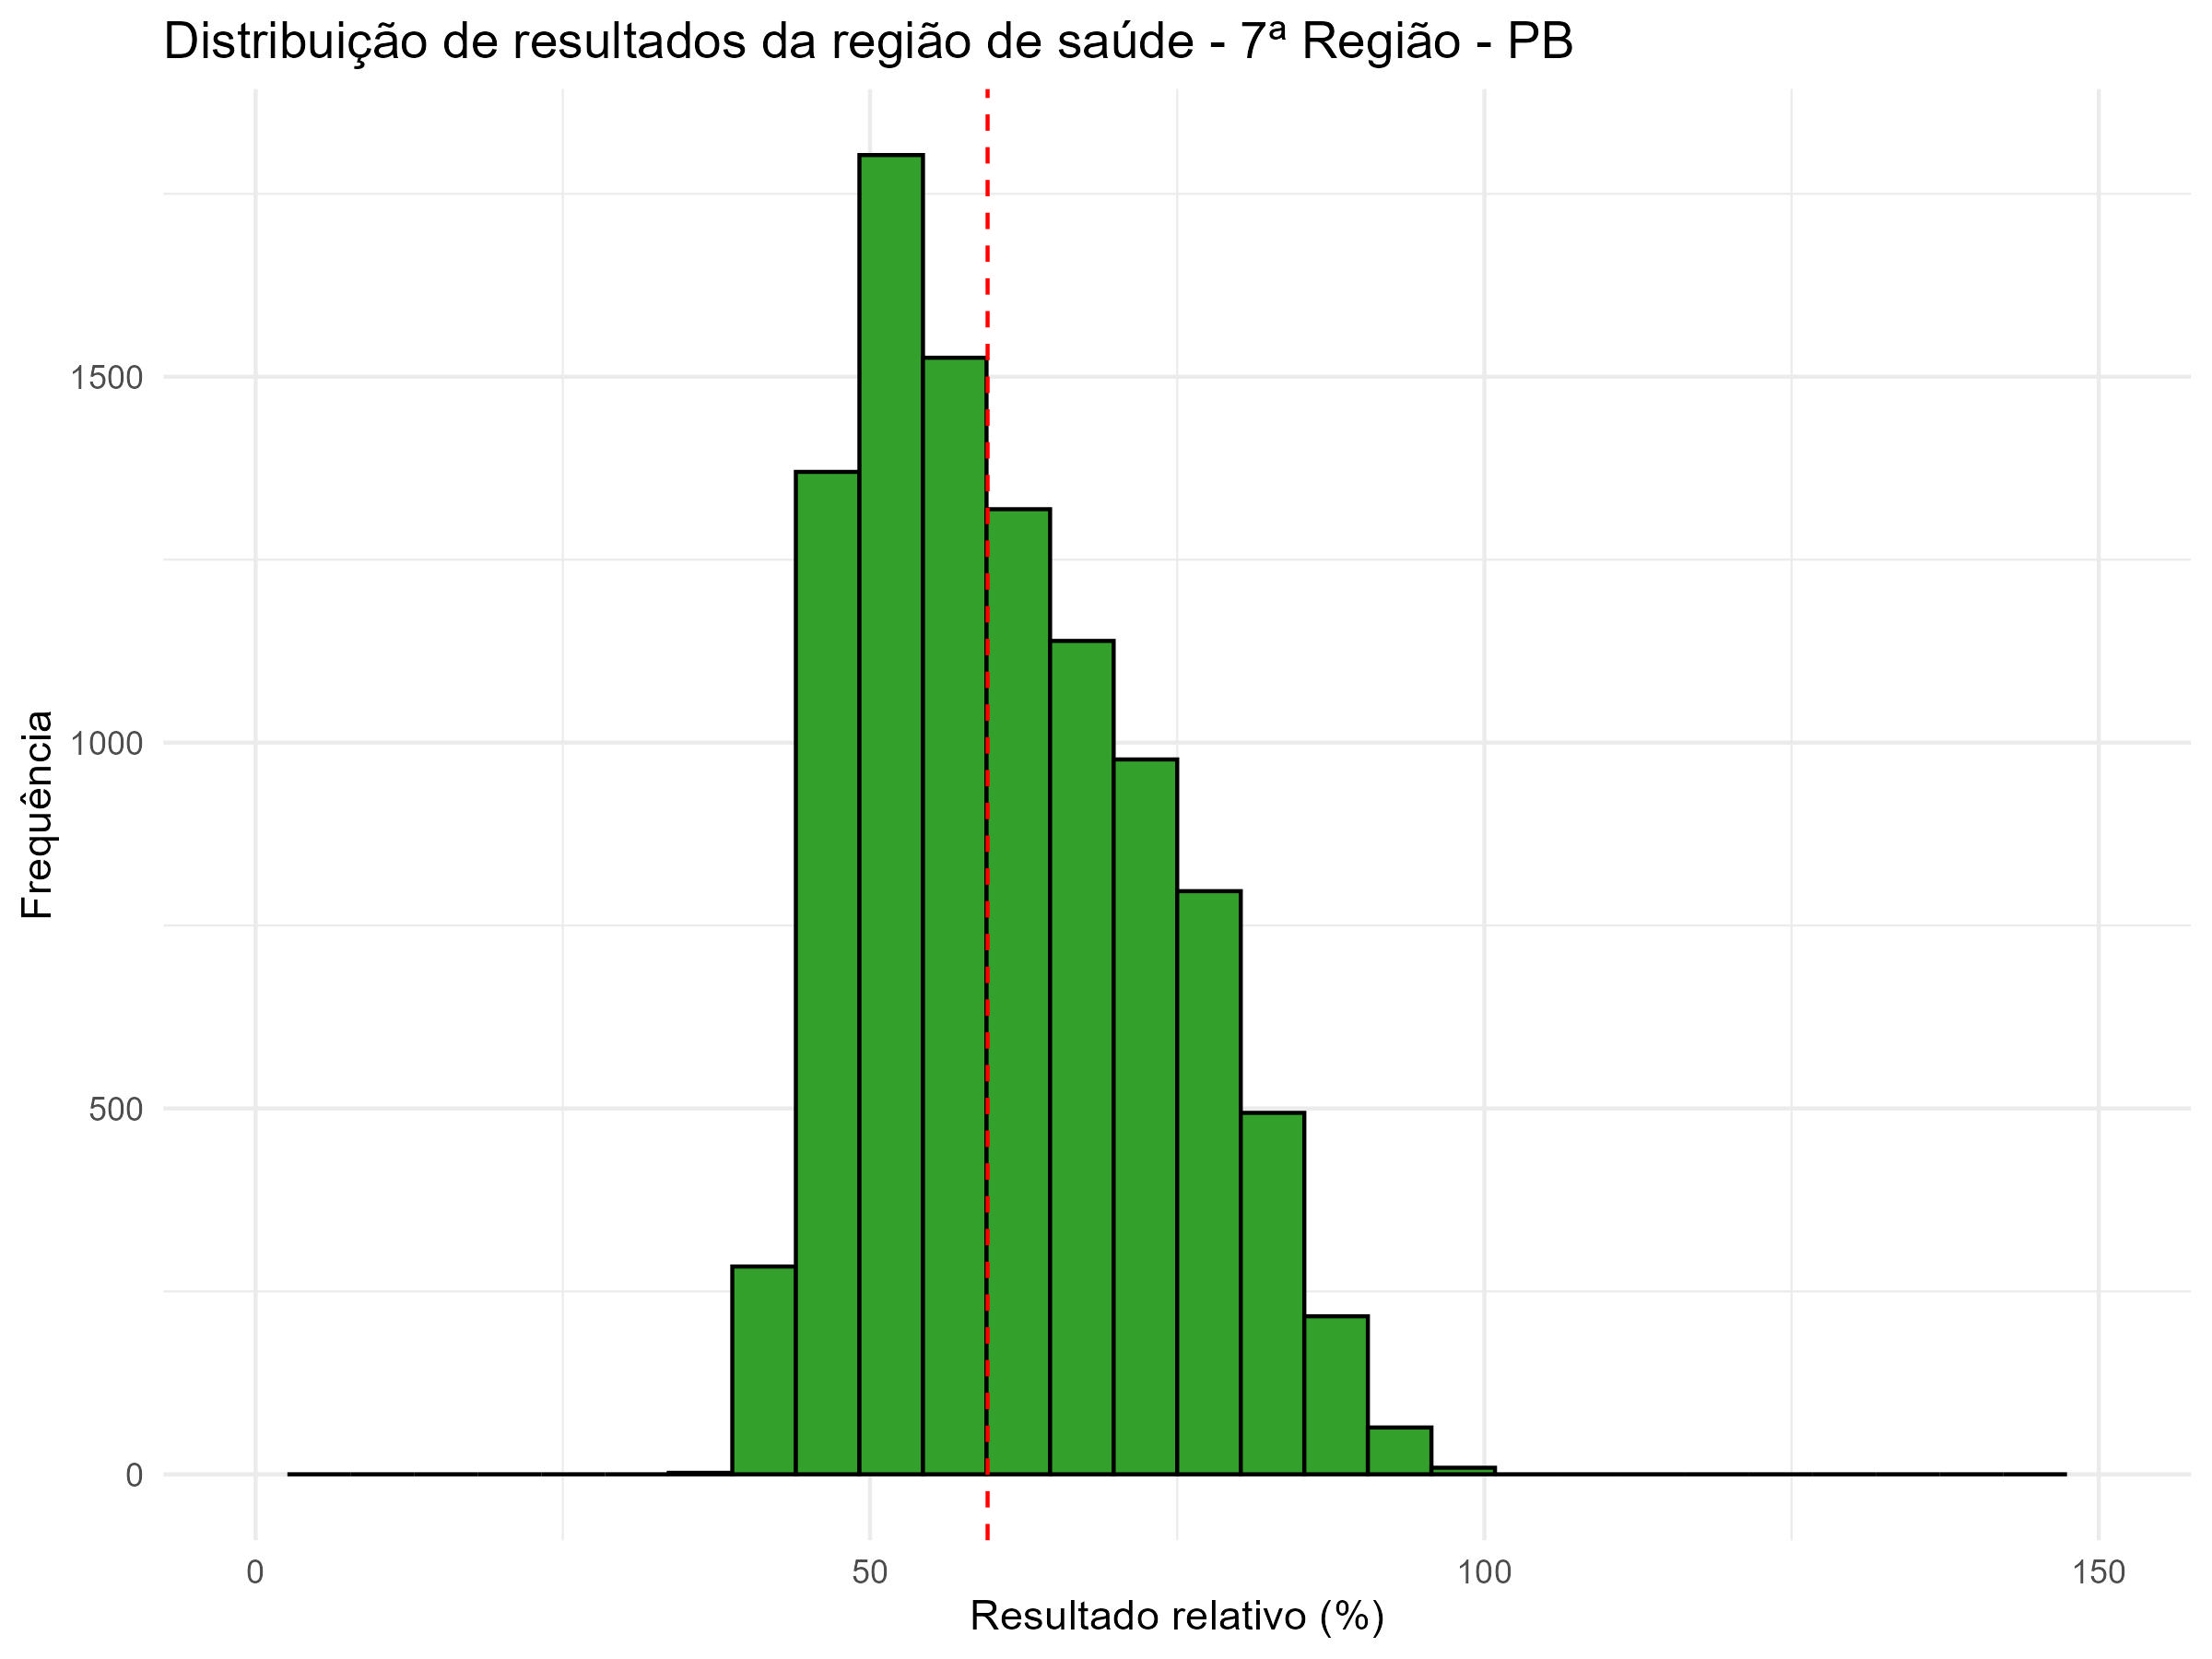 Distribuição de resultados da região de saúde - 7ª Região - PB
Frequência
1500
1000
500
0
0 50 100 150
Resultado relativo (%)